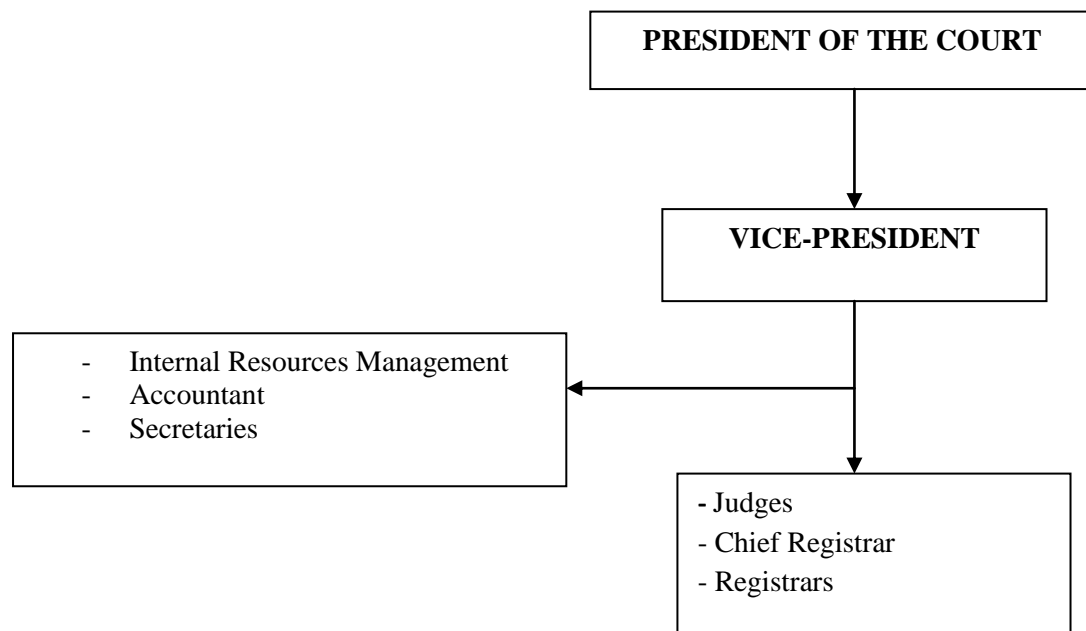 PRESIDENT OF THE COURT
VICE-PRESIDENT
- Internal Resources Management
- Accountant
- Secretaries
- Judges
- Chief Registrar
- Registrars